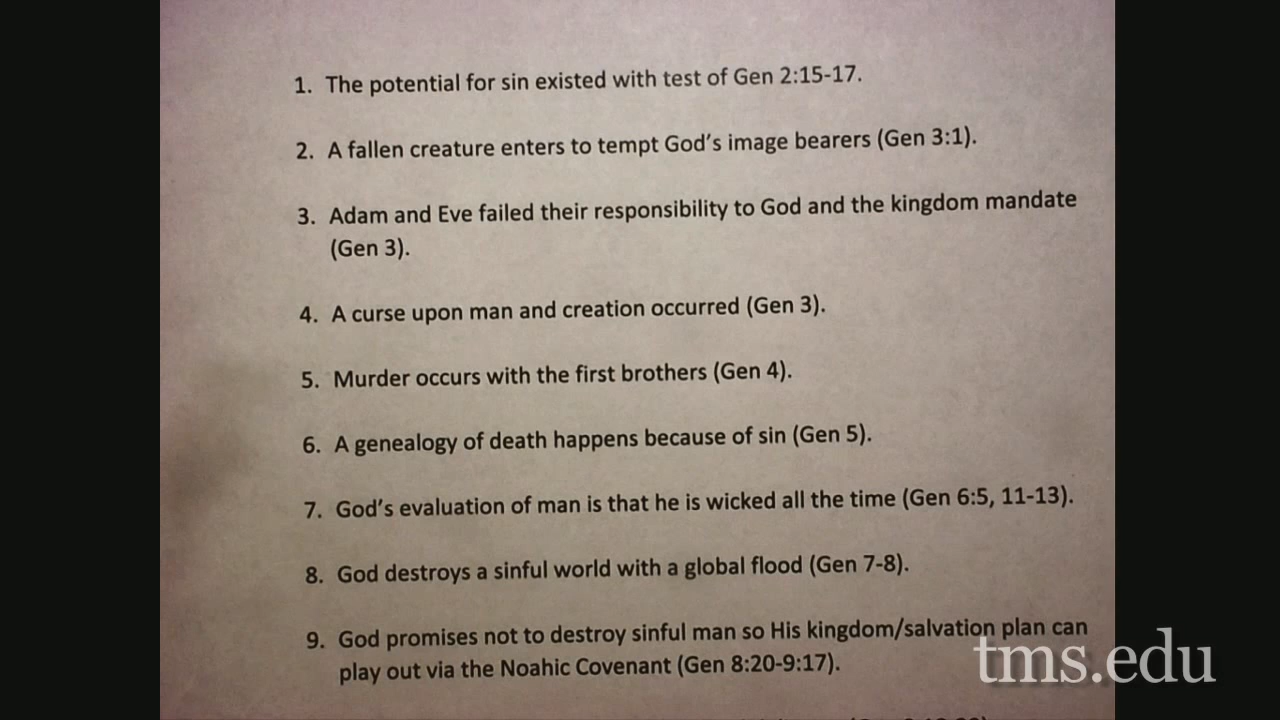 1. The potential for sin existed with test of Gen 2:15-17.
2. A fallen creature enters to tempt God's image bearers (Gen 3:1).
3. Adam and Eve failed their responsibility to God and the kingdom mandate
(Gen 3).
4. A curse upon man and creation occurred (Gen 3).
5. Murder occurs with the first brothers (Gen 4).
6. A genealogy of death happens because of sin (Gen 5).
7. God's evaluation of man is that he is wicked all the time (Gen 6:5, 11-13).
8. God destroys a sinful world with a global flood (Gen 7-8).
9. God promises not to destroy sinful man so His kingdom/salvation plan can
play out via the Noahic Covenant (Gen 8:20-9:17).
tms.edu